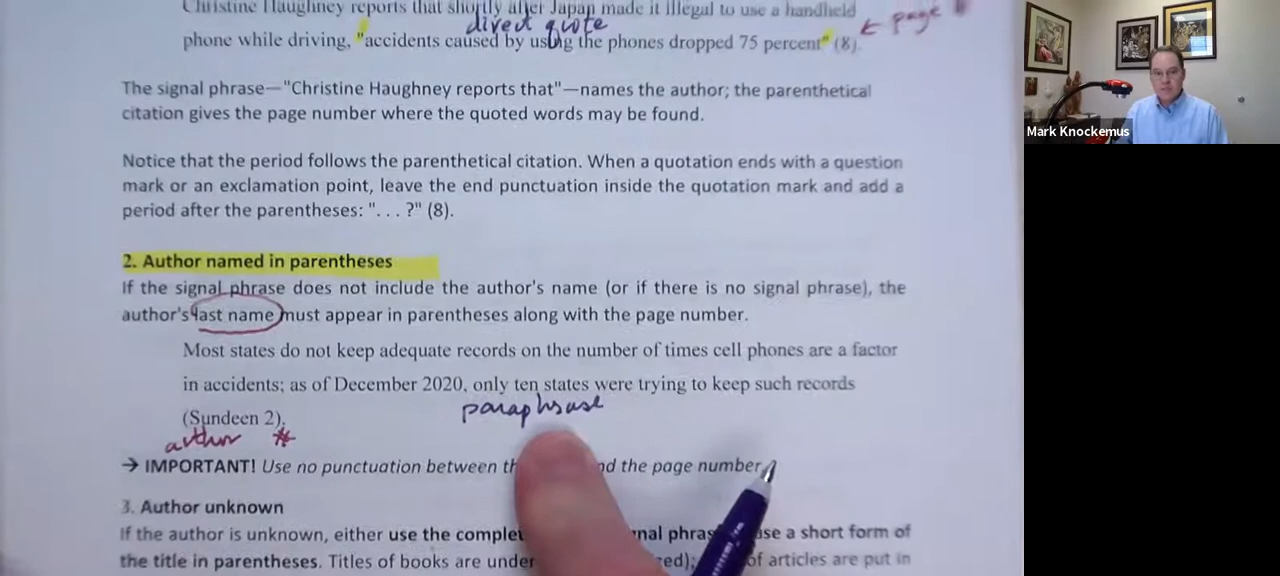 Christine Haughney reports that shortly after Japan made it illegal to use a handheld
direct quote
← page #
phone while driving, "accidents caused by using the phones dropped 75 percent" (8).
The signal phrase—"Christine Haughney reports that"—names the author; the parenthetical
citation gives the page number where the quoted words may be found.
Notice that the period follows the parenthetical citation. When a quotation ends with a question
mark or an exclamation point, leave the end punctuation inside the quotation mark and add a
period after the parentheses: ". . . ?" (8).
2. Author named in parentheses
If the signal phrase does not include the author's name (or if there is no signal phrase), the
author's last name must appear in parentheses along with the page number.
Most states do not keep adequate records on the number of times cell phones are a factor
in accidents; as of December 2020, only ten states were trying to keep such records
paraphrase
(Sundeen 2).
author #
→ IMPORTANT! Use no punctuation between the and the page number
3. Author unknown
If the author is unknown, either use the signal phrase use a short form of
the title in parentheses. Titles of books are of articles are put in
Mark Knockemus